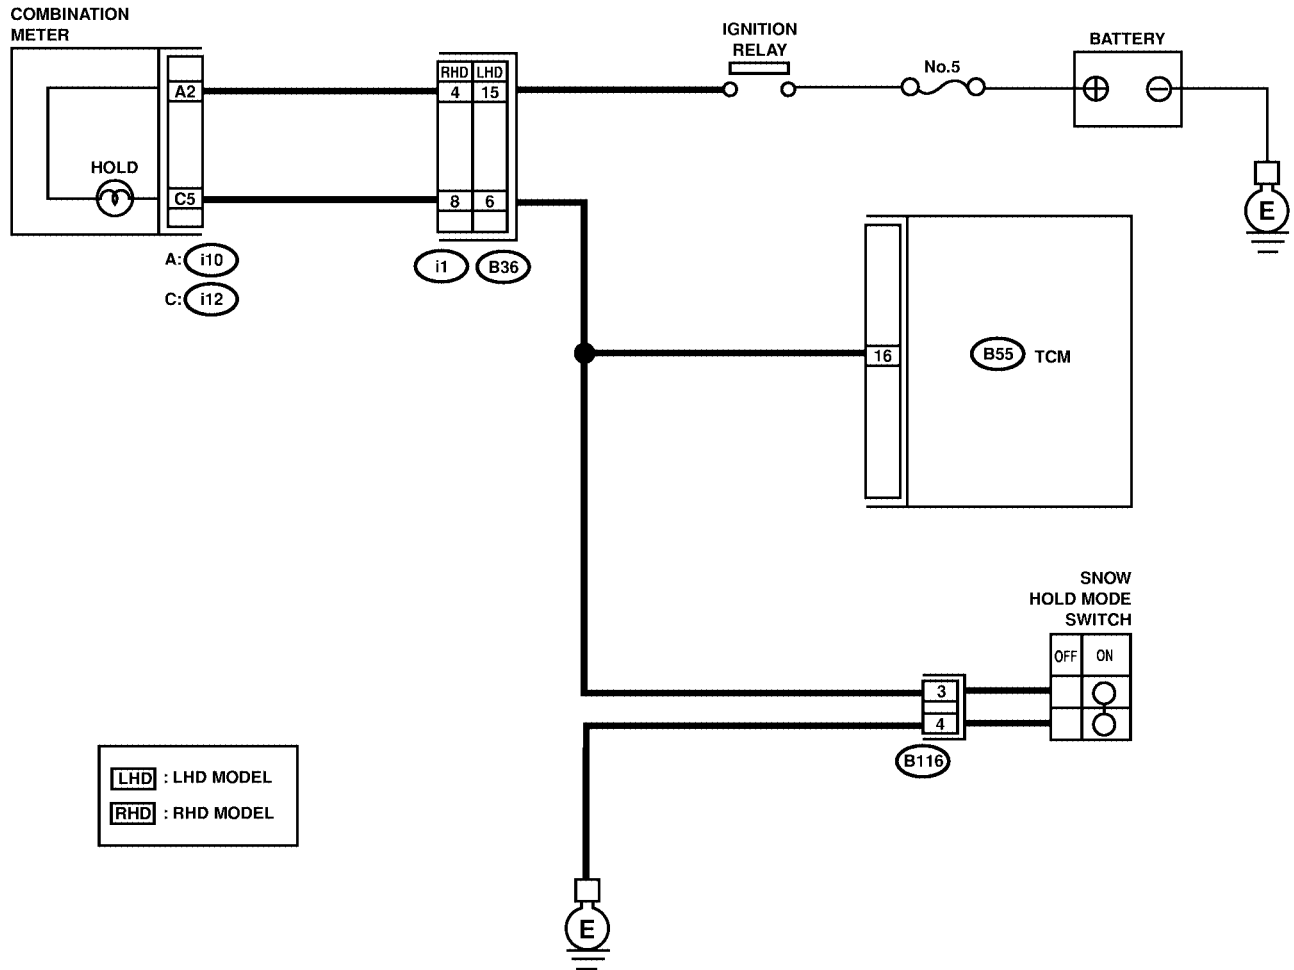 COMBINATION
METER
IGNITION
RELAY
No.5
BATTERY
RHD LHD
A2
4 15
HOLD
C5
8 6
E
A: i10
i1 B36
C: i12
16
B55 TCM
SNOW
HOLD MODE
SWITCH
OFF ON
3
4
B116
LHD : LHD MODEL
RHD : RHD MODEL
E